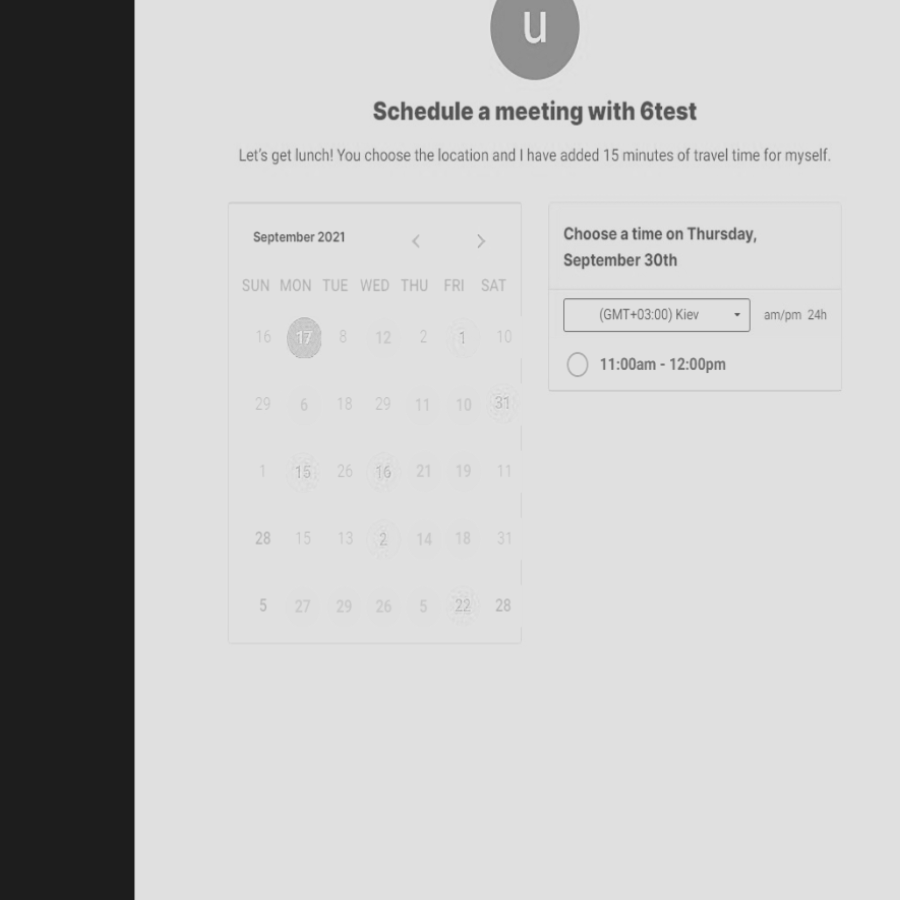 u
Schedule a meeting with 6test
Let's get lunch! You choose the location and I have added 15 minutes of travel time for myself.
September 2021
SUN MON TUE WED THU FRI SAT
16 17 8 12 2 1 10
29 6 18 29 11 10 31
1 15 26 16 21 19 11
28 15 13 2 14 18 31
5 27 29 26 5 22 28
Choose a time on Thursday,
September 30th
(GMT+03:00) Kiev
am/pm 24h
11:00am - 12:00pm